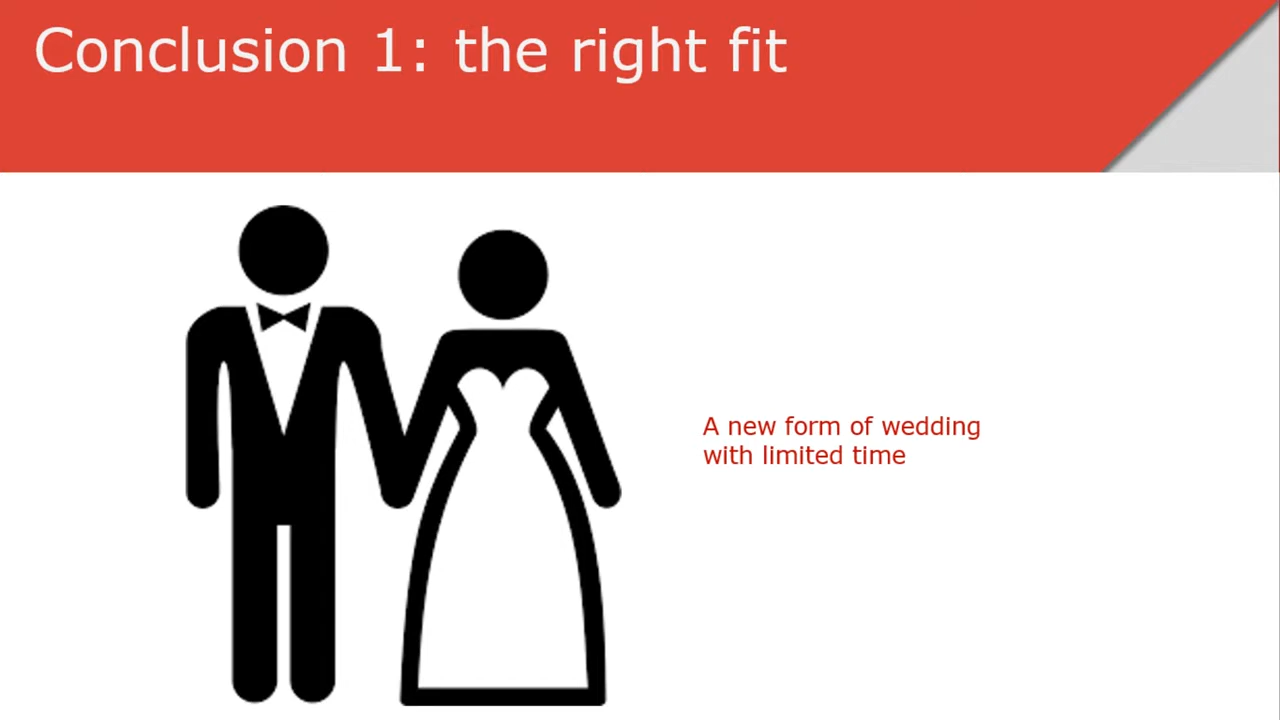 Conclusion 1: the right fit
A new form of wedding
with limited time